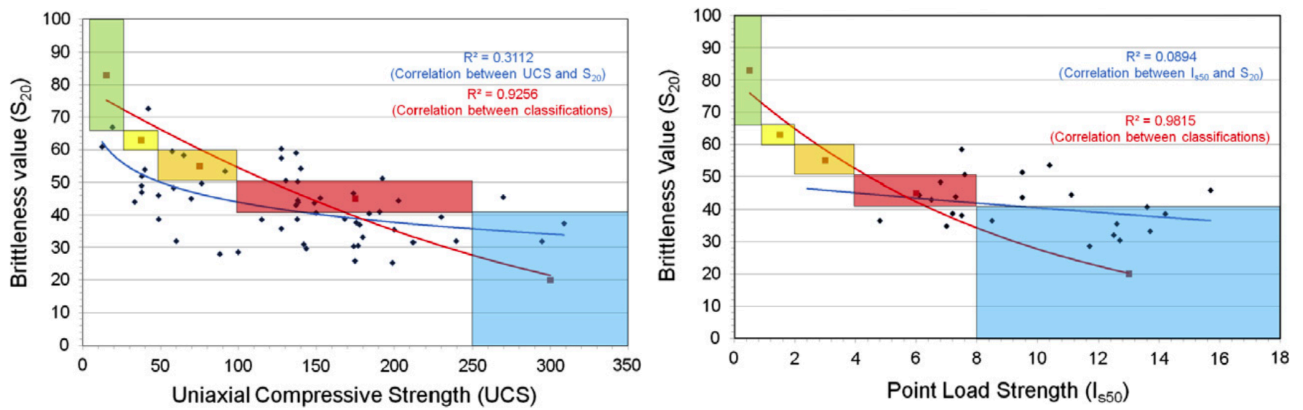 100
90
80
70
60
50
40
30
20
10
0
Brittleness value (S20)
R² = 0.3112
(Correlation between UCS and S20)
R² = 0.9256
(Correlation between classifications)
0 50 100 150 200 250 300 350
Uniaxial Compressive Strength (UCS)
100
90
80
70
60
50
40
30
20
10
0
Brittleness Value (S20)
R² = 0.0894
(Correlation between Is50 and S20)
R² = 0.9815
(Correlation between classifications)
0 2 4 6 8 10 12 14 16 18
Point Load Strength (Is50)